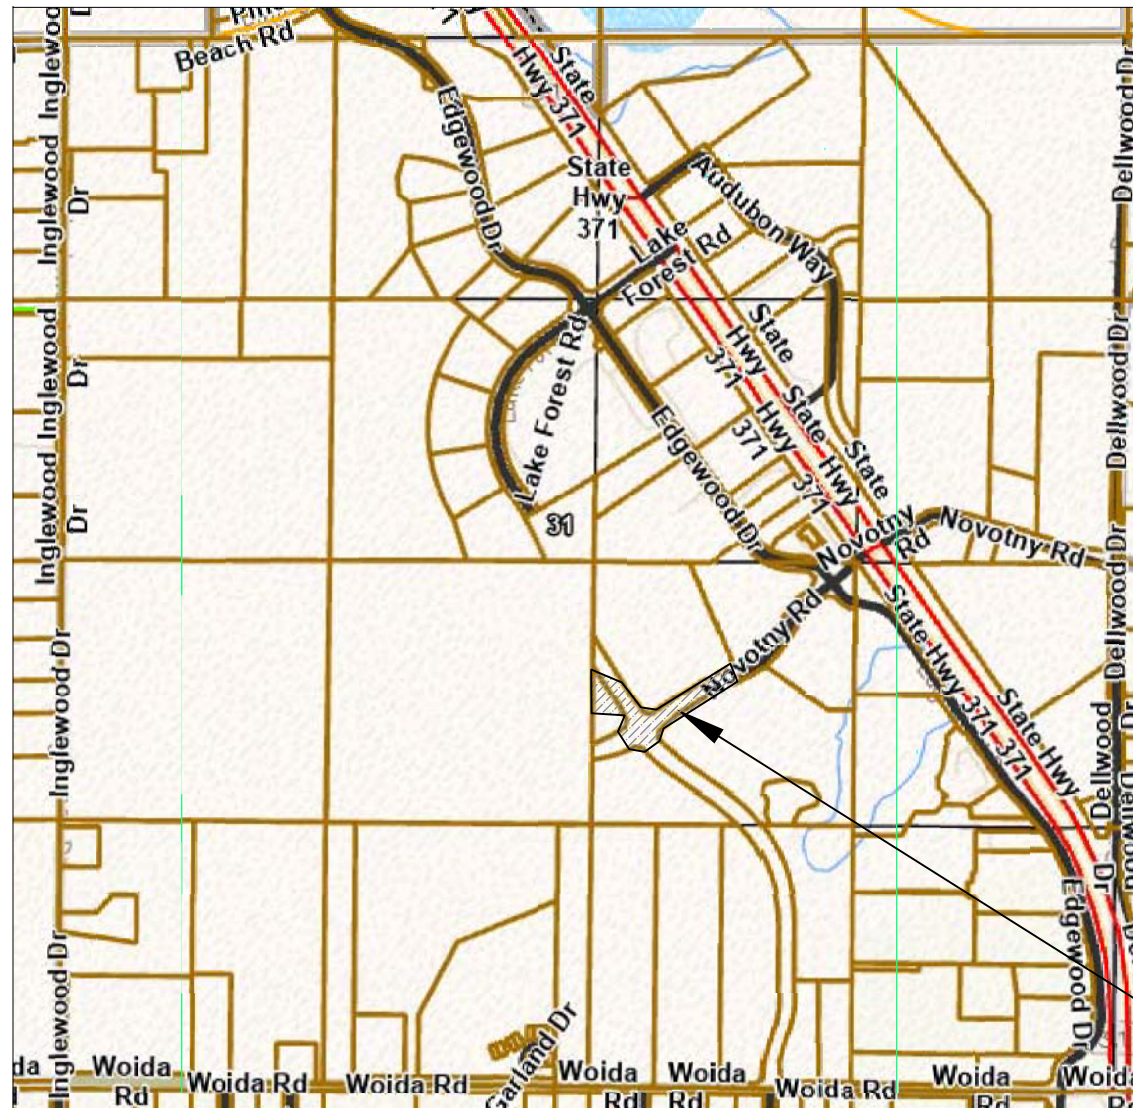 Beach Rd
Inglewood
Inglewood
Dr
Inglewood
Dr
Inglewood
Dr
Inglewood Dr
Inglewood Dr
Edgewood Dr
State
Hwy 371
State
Hwy
371
Audubon Way
Lake
Forest Rd
Lake Forest Rd
State
Hwy
371
State
Hwy
371
State
Hwy
371
Edgewood Dr
31
Novotny
Rd
Novotny Rd
Novotny Rd
State Hwy 371
State Hwy
371
Dellwood Dr
Dellwood Dr
Dellwood Dr
Dellwood
Dr
Edgewood Dr
Garland Dr
Woida
Rd
Woida Rd
Woida Rd
Woida
Rd
Woida
Rd
Woida Rd
Woida
Rd
Woida